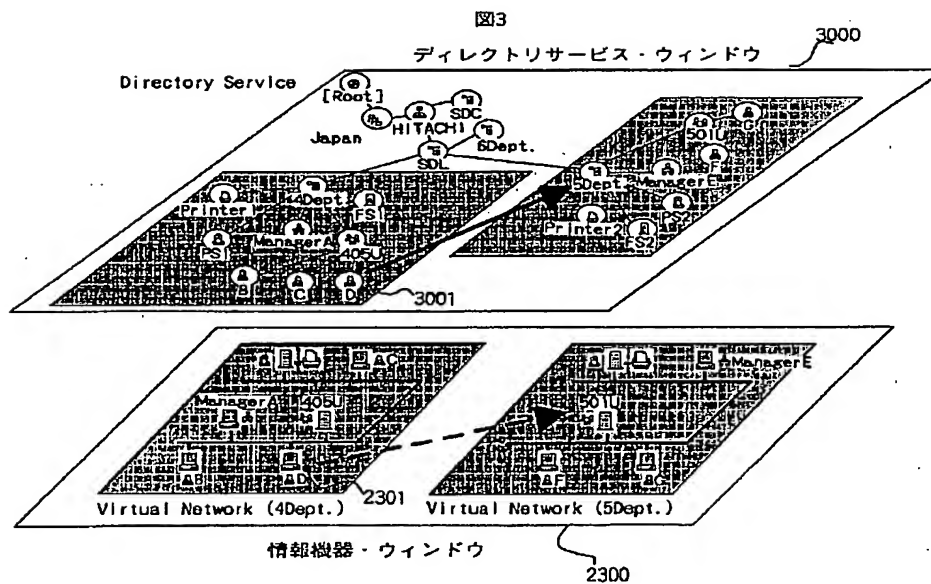 図3
ディレクトリサービス・ウィンドウ
3000
Directory Service
[Root]
Japan
HITACHI
SDC
6Dept.
SDL
501U
G
F
5Dept.
ManagerE
PS2
Printer2
FS2
Printer1
4Dept.
FS1
PS1
ManagerA
405U
B
C
D
3001
C
ManagerE
ManagerA
405U
501U
B
D
F
G
2301
Virtual Network (4Dept.)
Virtual Network (5Dept.)
情報機器・ウィンドウ
2300